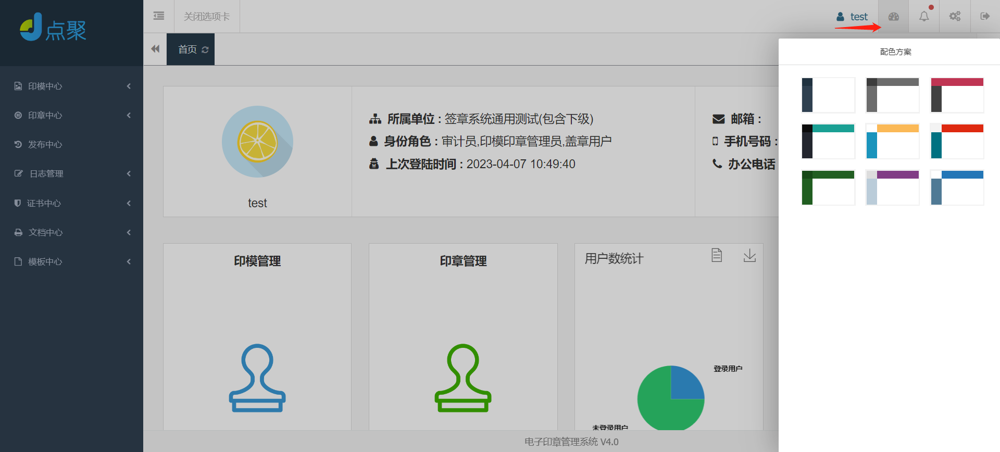 点聚
关闭选项卡
test
首页
配色方案
印模中心
印章中心
发布中心
日志管理
证书中心
文档中心
模板中心
test
所属单位 : 签章系统通用测试(包含下级)
身份角色 : 审计员,印模印章管理员,盖章用户
上次登陆时间 : 2023-04-07 10:49:40
邮箱 :
手机号码 :
办公电话
印模管理
印章管理
用户数统计
登录用户
未登录用户
电子印章管理系统 V4.0